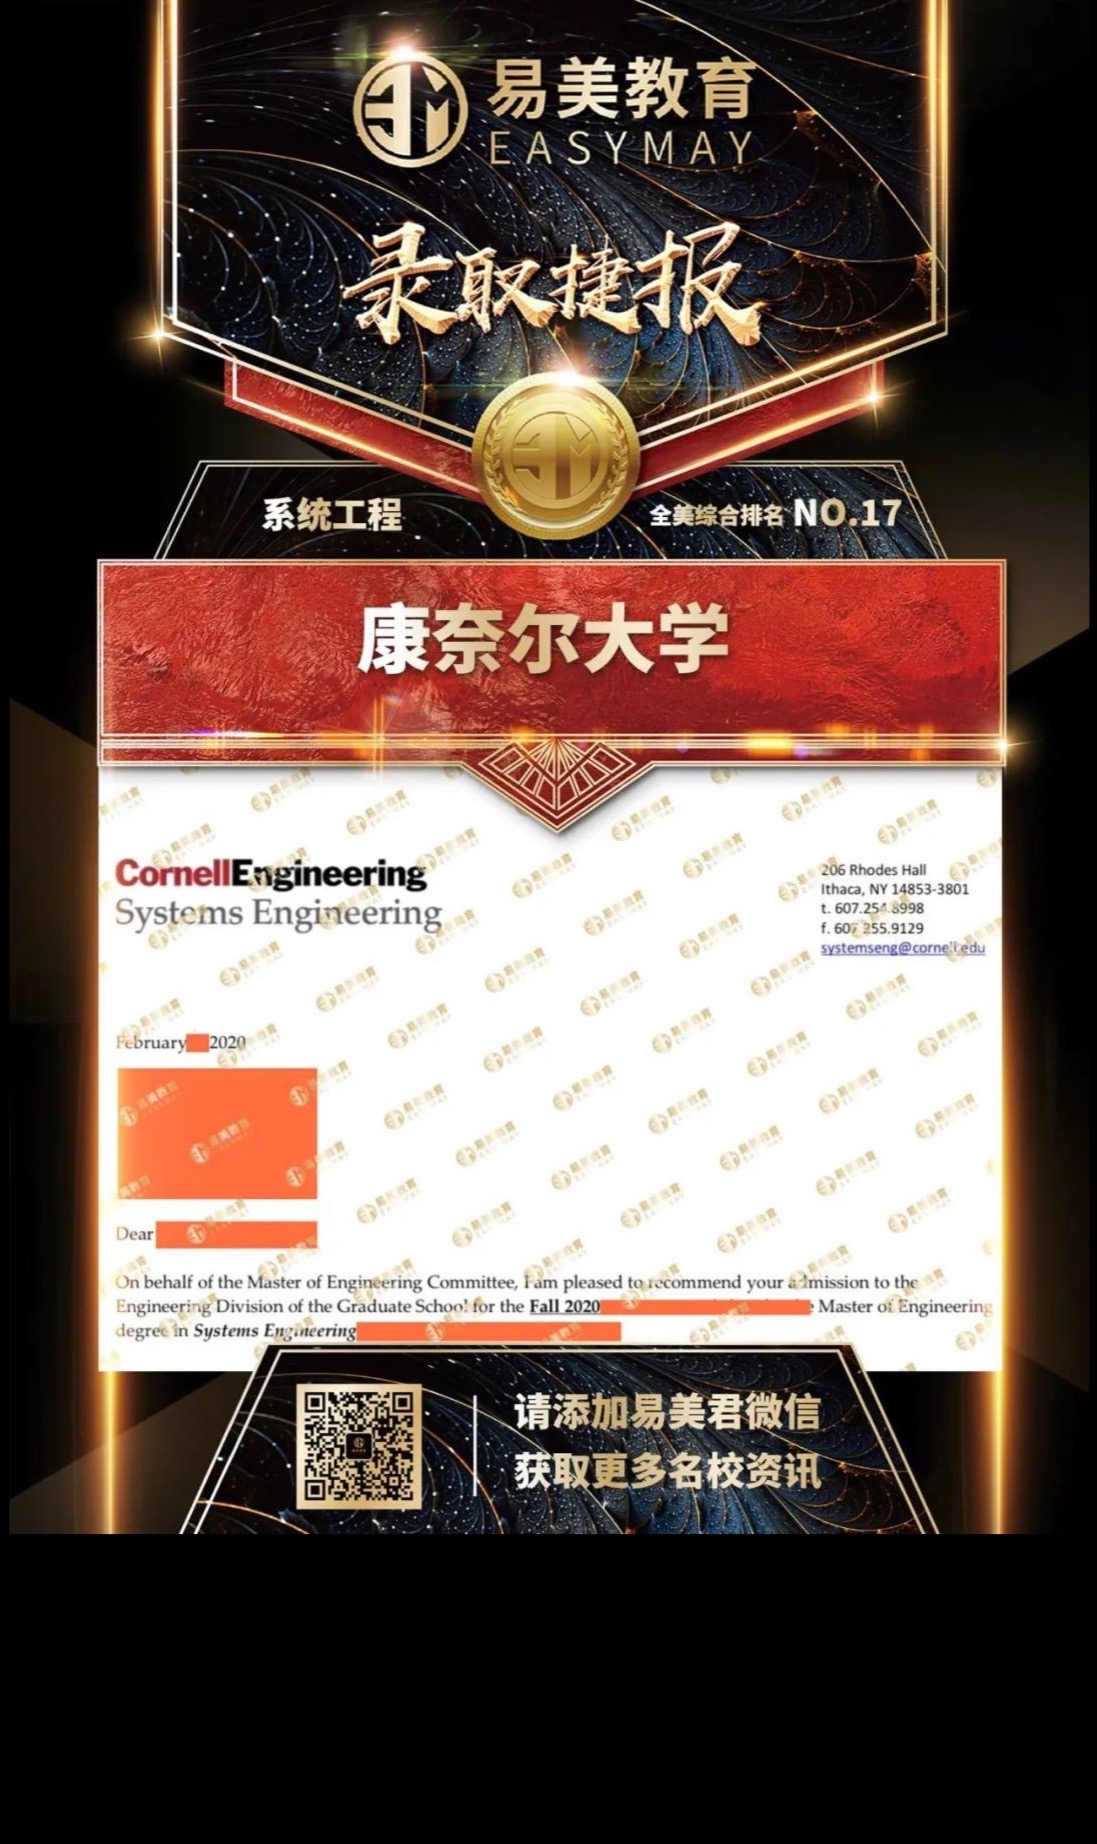 易美教育
EASYMAY
录取捷报
系统工程
全美综合排名 NO.17
康奈尔大学
CornellEngineering
Systems Engineering
206 Rhodes Hall
Ithaca, NY 14853-3801
t. 607.254.8998
f. 607 255.9129
systemseng@cornell.edu
February 2020
Dear
On behalf of the Master of Engineering Committee, I am pleased to recommend your admission to the
Engineering Division of the Graduate School for the Fall 2020 Master of Engineering
degree in Systems Engineering
请添加易美君微信
获取更多名校资讯